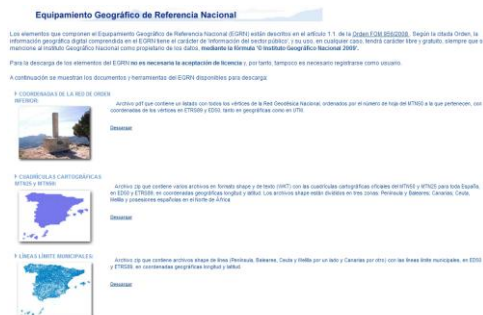 Equipamiento Geográfico de Referencia Nacional
Los elementos que componen el Equipamiento Geográfico de Referencia Nacional (EGRN) están descritos en el artículo 1.1. de la Orden FOM 956/2008. Según la citada Orden, la
información geográfica digital comprendida en el EGRN tiene el carácter de información del sector público, y su uso, en cualquier caso, tendrá carácter libre y gratuito, siempre que s
mencione al Instituto Geográfico Nacional como propietario de los datos, mediante la fórmula '© Instituto Geográfico Nacional 2009'.
Para la descarga de los elementos del EGRN no es necesaria la aceptación de licencia y, por tanto, tampoco es necesario registrarse como usuario.
A continuación se muestran los documentos y herramientas del EGRN disponibles para descarga:
COORDENADAS DE LA RED DE ORDEN
INFERIOR:
Archivo pdf que contiene un listado con todos los vértices de la Red Geodésica Nacional, ordenados por el número de hoja del MTN50 a la que pertenecen, con
coordenadas de los vértices en ETRS89 y ED50, tanto en geográficas como en UTM.
Descargar
CUADRÍCULAS CARTOGRÁFICAS
MTN25 y MTN50:
Archivo zip que contiene varios archivos en formato shape y de texto (WKT) con las cuadrículas cartográficas oficiales del MTN50 y MTN25 para toda España,
en ED50 y ETRS89, en coordenadas geográficas longitud y latitud. Los archivos shape están divididos en tres zonas: Península y Baleares, Canarias, Ceuta,
Melilla y posesiones españolas en el Norte de África
Descargar
LÍNEAS LÍMITE MUNICIPALES:
Archivo zip que contiene archivos shape de línea (Península, Baleares, Ceuta y Melilla por un lado y Canarias por otro) con las líneas límite municipales, en ED50
y ETRS89, en coordenadas geográficas longitud y latitud.
Descargar